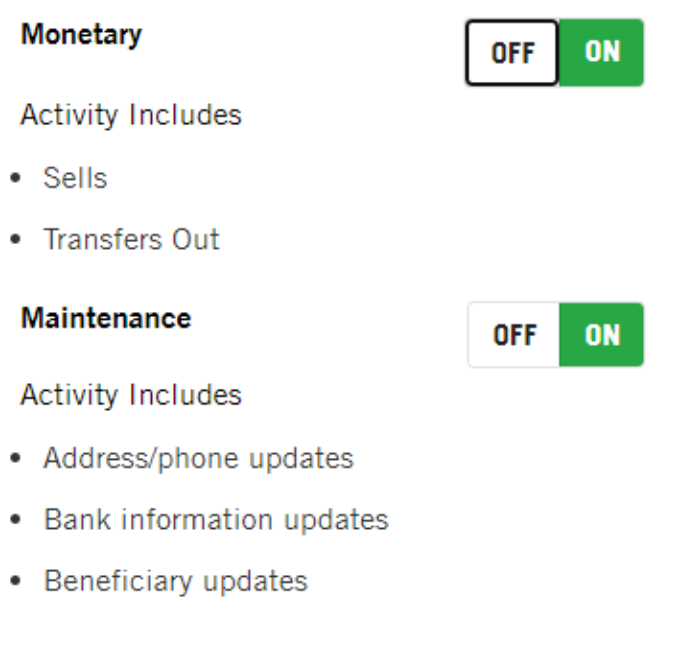 Monetary OFF ON
Activity Includes
• Sells
• Transfers Out
Maintenance OFF ON
Activity Includes
• Address/phone updates
• Bank information updates
• Beneficiary updates